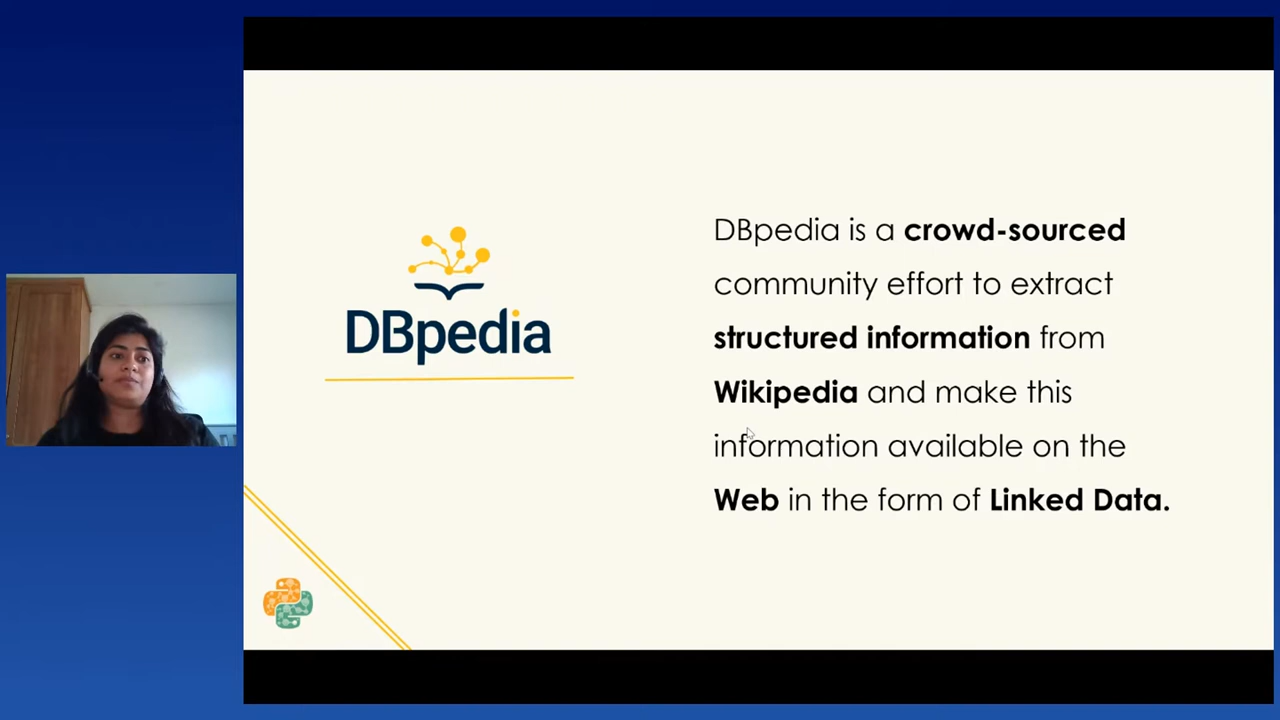 DBpedia
DBpedia is a crowd-sourced
community effort to extract
structured information from
Wikipedia and make this
information available on the
Web in the form of Linked Data.